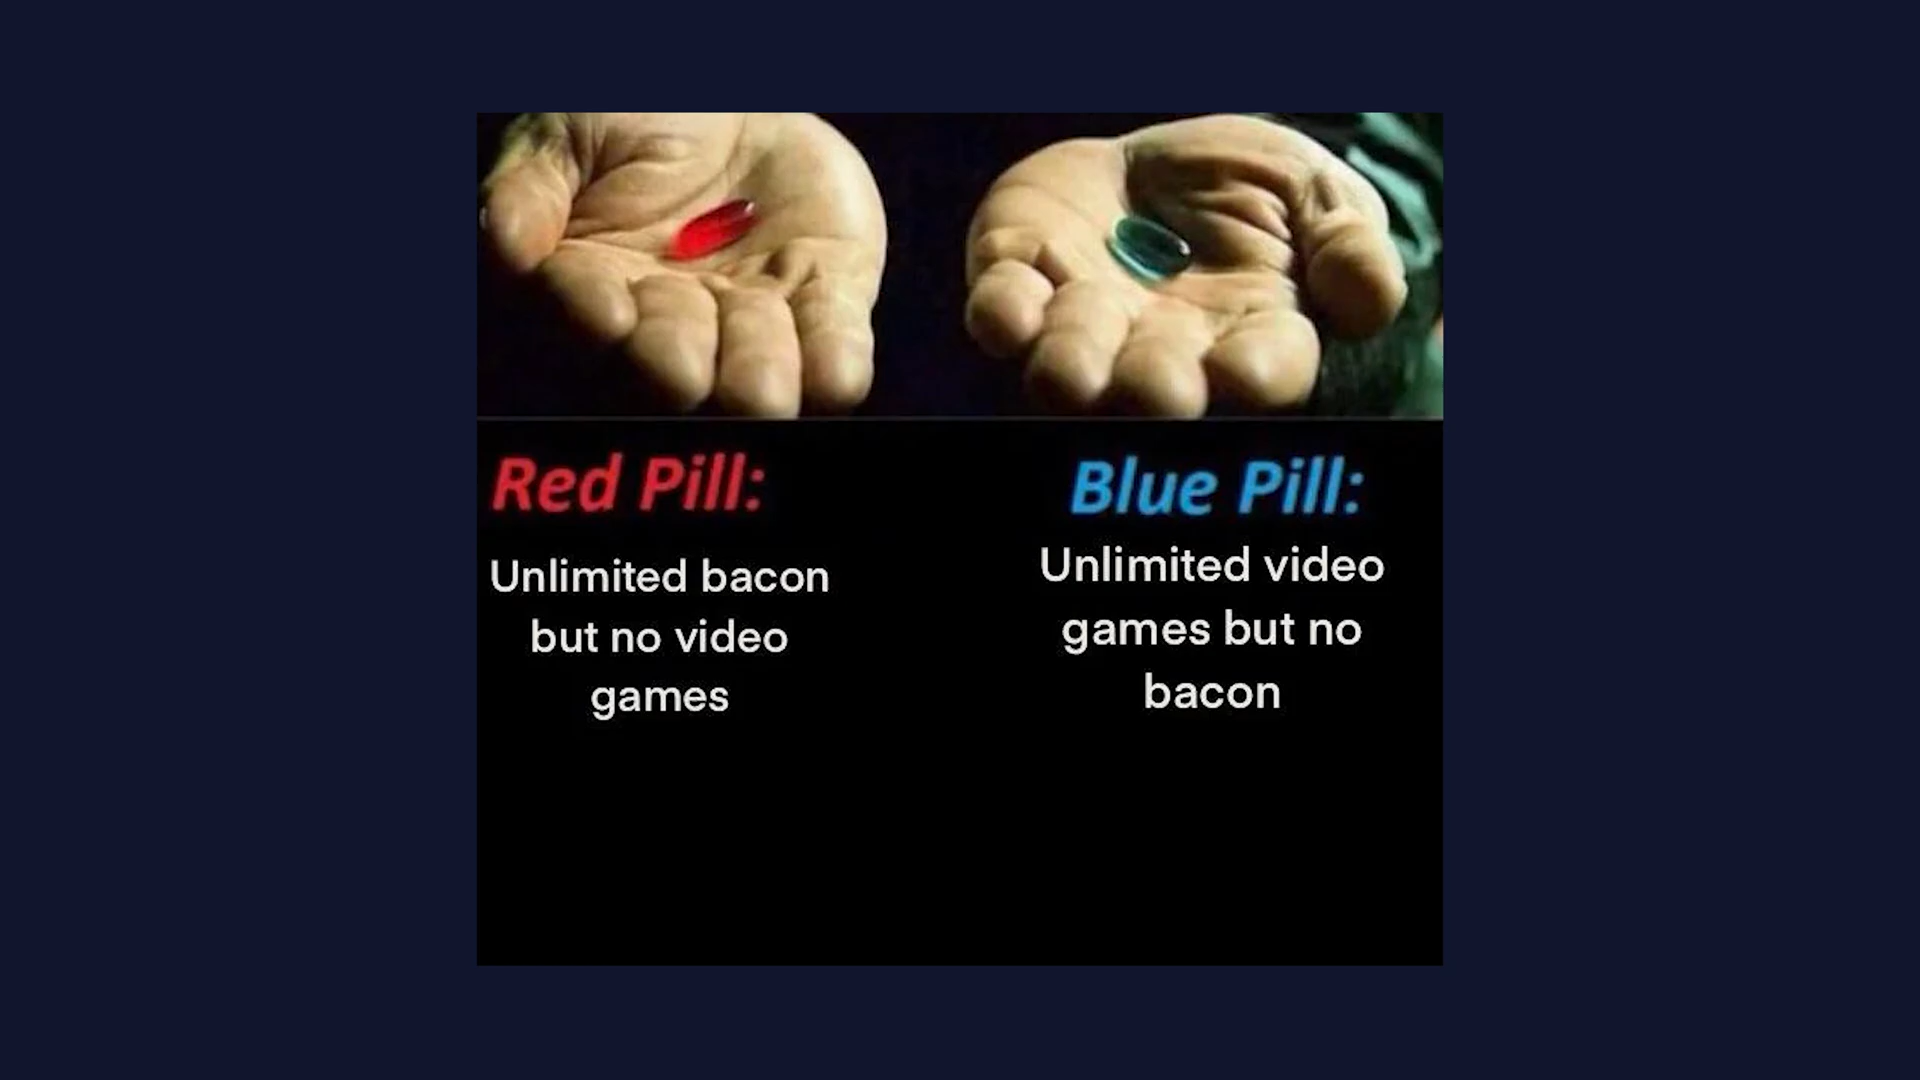 Red Pill:
Unlimited bacon
but no video
games
Blue Pill:
Unlimited video
games but no
bacon